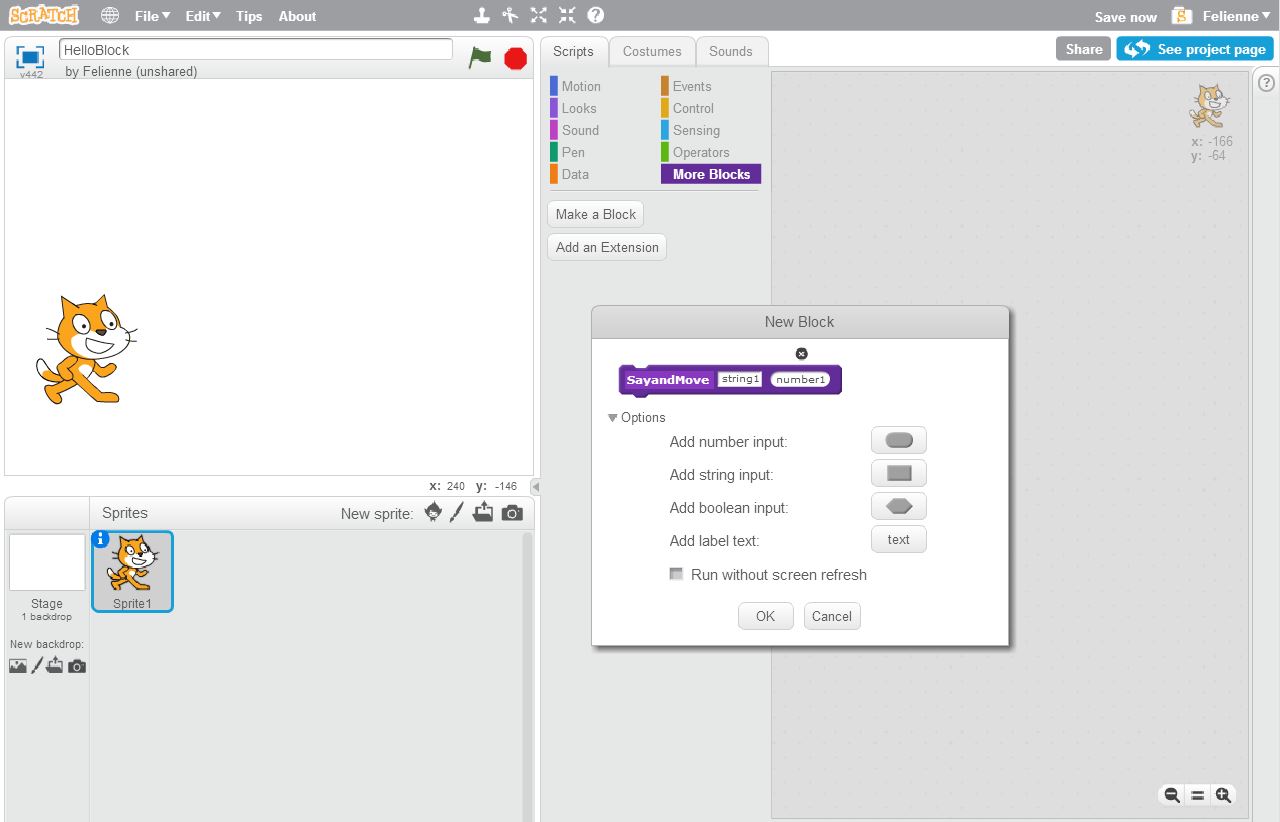 SCRATCH File Edit Tips About Save now Felienne
HelloBlock
by Felienne (unshared)
v442
Scripts Costumes Sounds
Share See project page
Motion Events
Looks Control
Sound Sensing
Pen Operators
Data More Blocks
Make a Block
Add an Extension
x: -166
y: -64
New Block
SayandMove string1 number1
Options
Add number input:
Add string input:
Add boolean input:
Add label text: text
Run without screen refresh
OK Cancel
x: 240 y: -146
Sprites New sprite:
Stage
1 backdrop
New backdrop:
Sprite1